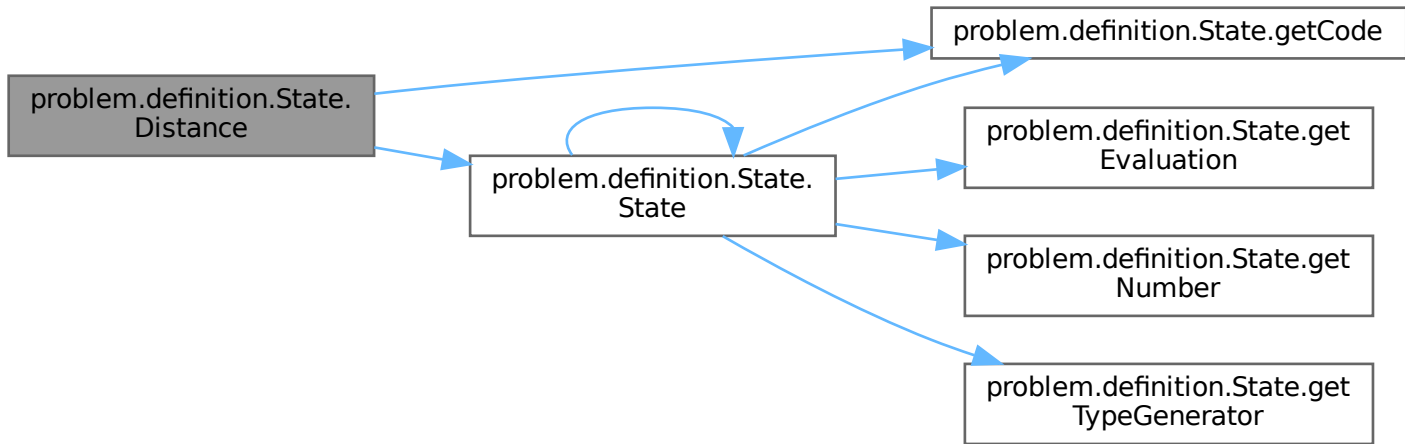 problem.definition.State.
Distance
problem.definition.State.
State
problem.definition.State.getCode
problem.definition.State.get
Evaluation
problem.definition.State.get
Number
problem.definition.State.get
TypeGenerator